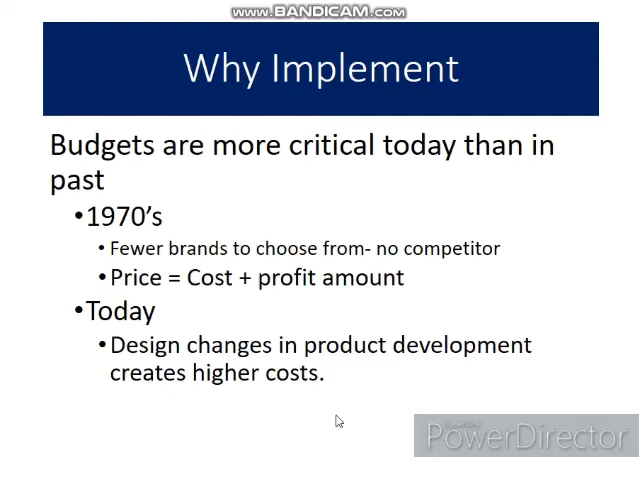 www.BANDICAM.com
Why Implement
Budgets are more critical today than in
past
•1970’s
• Fewer brands to choose from- no competitor
•Price = Cost + profit amount
•Today
•Design changes in product development
creates higher costs.
PowerDirector